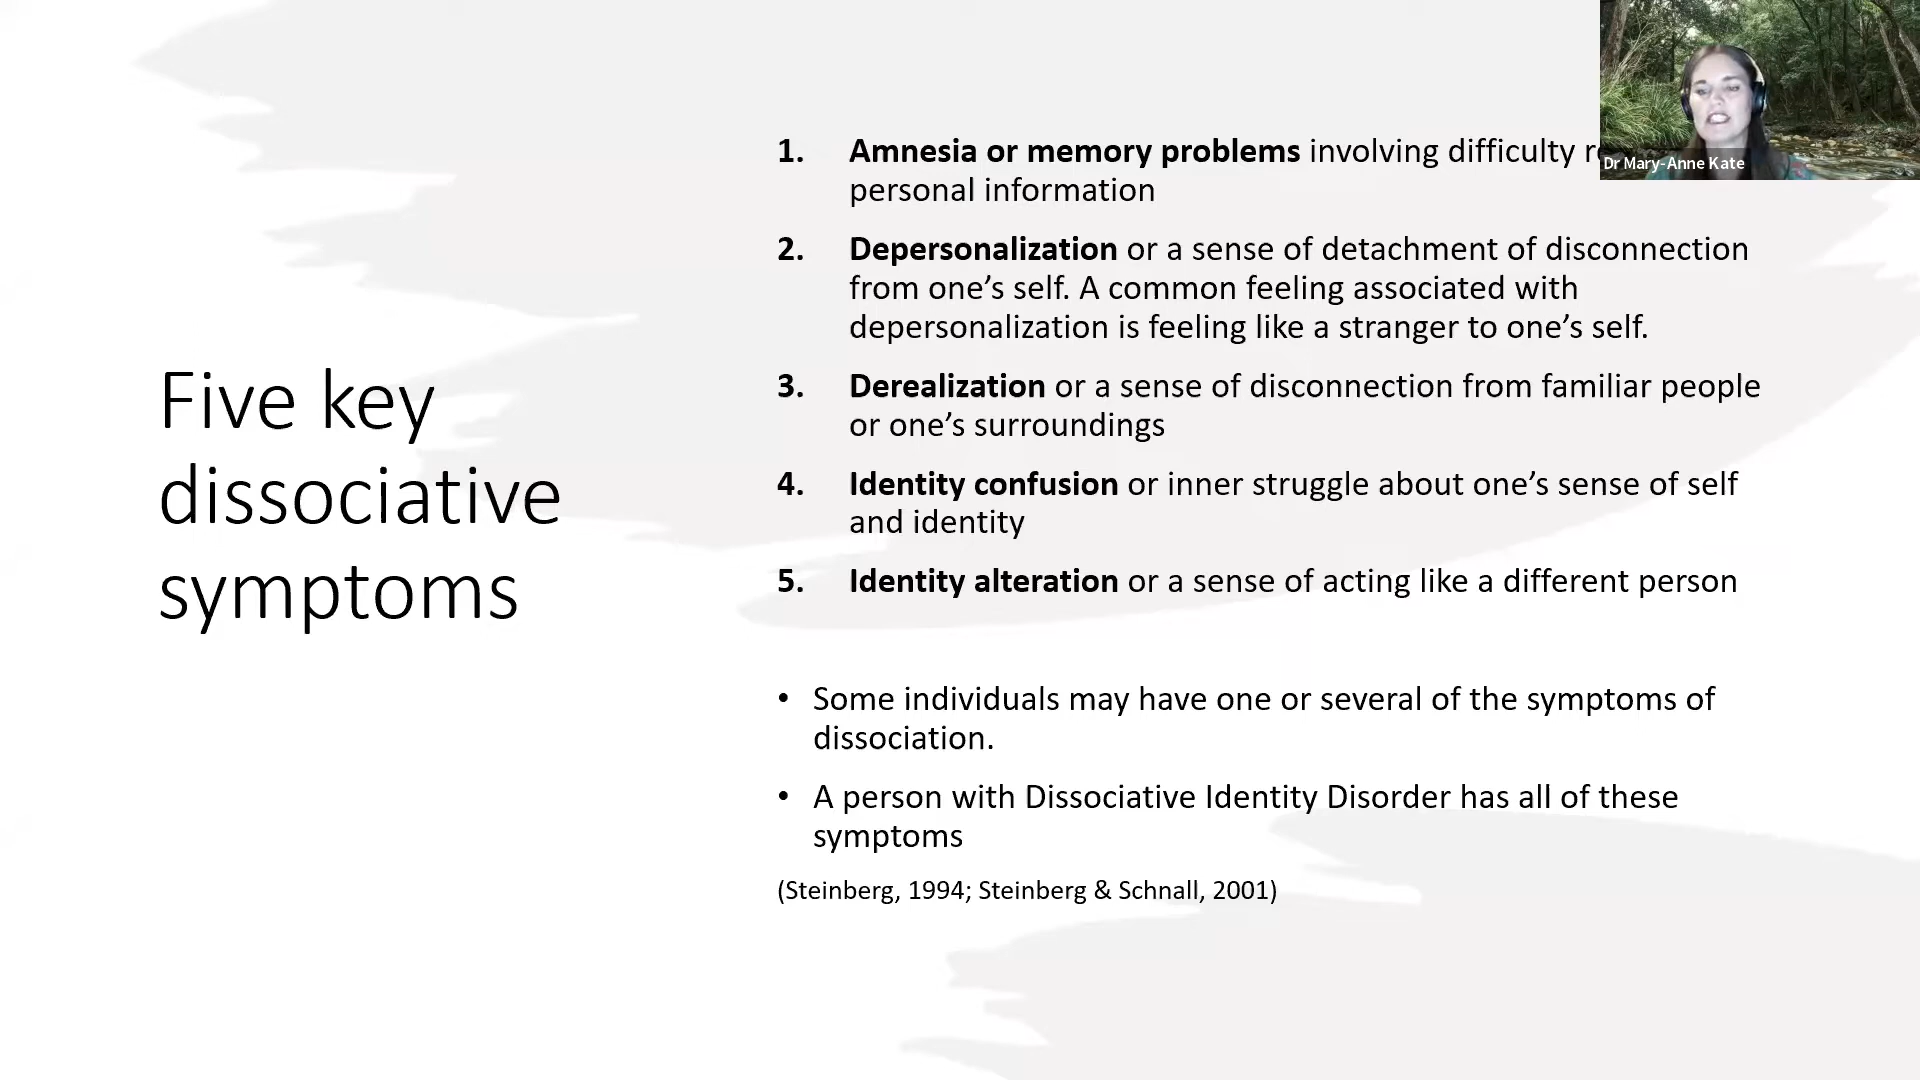 Five key
dissociative
symptoms
1. Amnesia or memory problems involving difficulty
personal information
2. Depersonalization or a sense of detachment of disconnection
from one’s self. A common feeling associated with
depersonalization is feeling like a stranger to one’s self.
3. Derealization or a sense of disconnection from familiar people
or one’s surroundings
4. Identity confusion or inner struggle about one’s sense of self
and identity
5. Identity alteration or a sense of acting like a different person
• Some individuals may have one or several of the symptoms of
dissociation.
• A person with Dissociative Identity Disorder has all of these
symptoms
(Steinberg, 1994; Steinberg & Schnall, 2001)
Dr Mary-Anne Kate